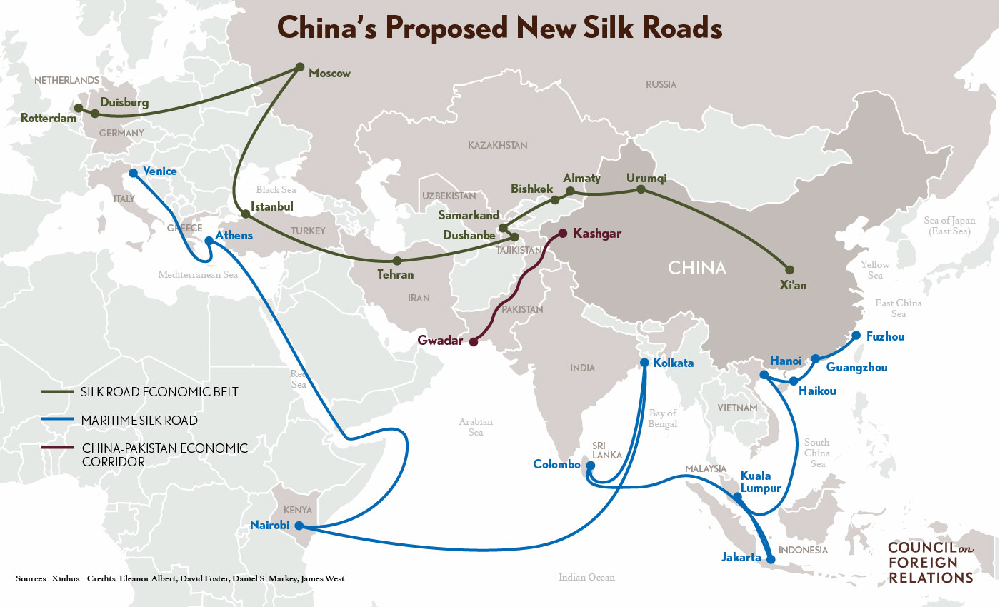 China's Proposed New Silk Roads
Moscow
NETHERLANDS
RUSSIA
Duisburg
Rotterdam
GERMANY
KAZAKHSTAN
Venice
Almaty
Urumqi
Black Sea
Bishkek
ITALY
UZBEKISTAN
Istanbul
Samarkand
Sea of Japan
(East Sea)
GREECE
Athens
TURKEY
Dushanbe
Kashgar
TAJIKISTAN
Mediterranean Sea
Tehran
CHINA
Yellow
Sea
Xi'an
IRAN
PAKISTAN
East China
Sea
Gwadar
Fuzhou
Kolkata
Hanoi
Guangzhou
INDIA
Red
Sea
Haikou
SILK ROAD ECONOMIC BELT
MARITIME SILK ROAD
CHINA-PAKISTAN ECONOMIC
CORRIDOR
Arabian
Sea
Bay of
Bengal
VIETNAM
South
China
Sea
SRI
LANKA
Colombo
MALAYSIA
Kuala
Lumpur
KENYA
Nairobi
Jakarta
INDONESIA
Indian Ocean
COUNCIL on
FOREIGN
RELATIONS
Sources: Xinhua Credits: Eleanor Albert, David Foster, Daniel S. Markey, James West